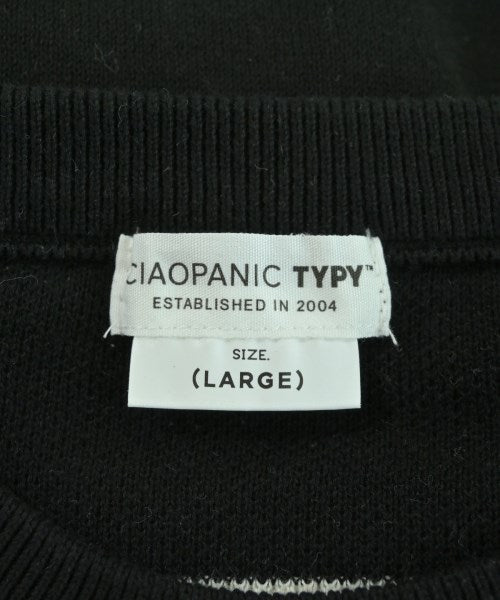 CIAOPANIC TYPY™
ESTABLISHED IN 2004
SIZE.
(LARGE)